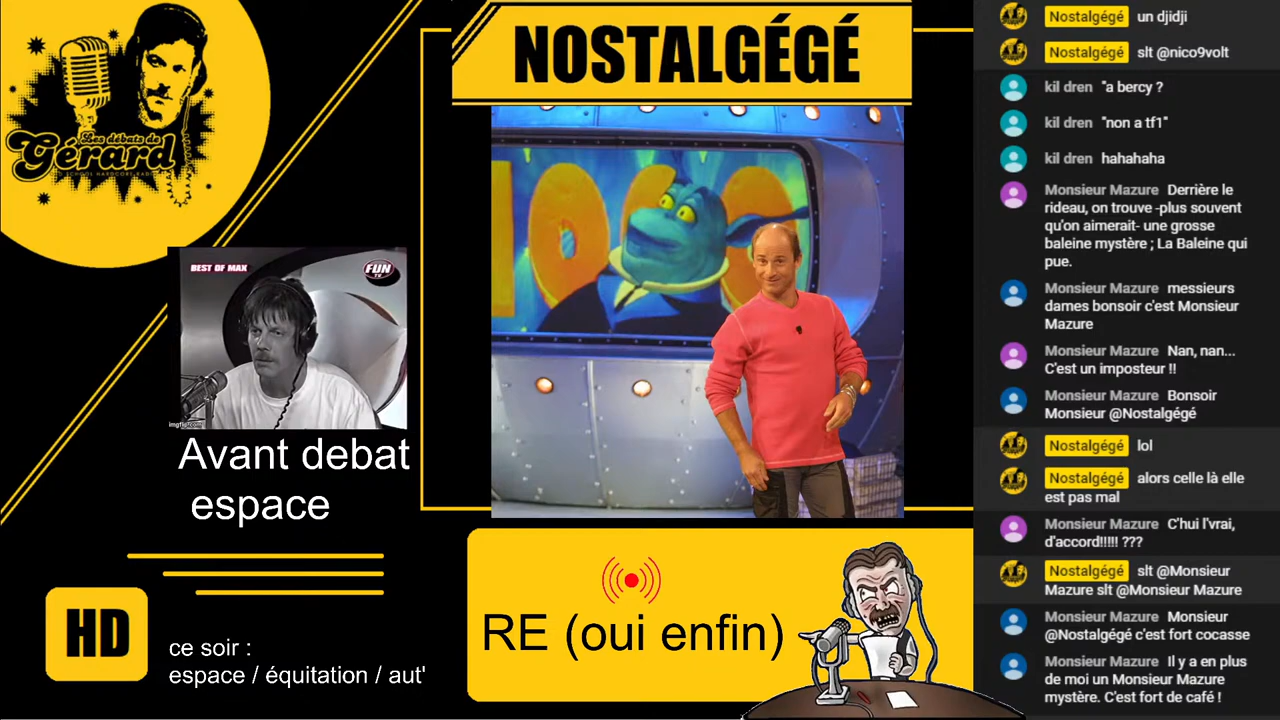 Les débats de
Gérard
NOSTALGÉGÉ
BEST OF MAX
FUN
TV
imgflip.com
Avant debat
espace
HD
ce soir :
espace / équitation / aut'
RE (oui enfin)
Nostalgégé un djidji
Nostalgégé slt @nico9volt
kil dren "a bercy ?
kil dren "non a tf1"
kil dren hahahaha
Monsieur Mazure Derrière le
rideau, on trouve -plus souvent
qu'on aimerait- une grosse
baleine mystère ; La Baleine qui
pue.
Monsieur Mazure messieurs
dames bonsoir c'est Monsieur
Mazure
Monsieur Mazure Nan, nan...
C'est un imposteur !!
Monsieur Mazure Bonsoir
Monsieur @Nostalgégé
Nostalgégé lol
Nostalgégé alors celle là elle
est pas mal
Monsieur Mazure C'hui l'vrai,
d'accord!!!!! ???
Nostalgégé slt @Monsieur
Mazure slt @Monsieur Mazure
Monsieur Mazure Monsieur
@Nostalgégé c'est fort cocasse
Monsieur Mazure Il y a en plus
de moi un Monsieur Mazure
mystère. C'est fort de café !